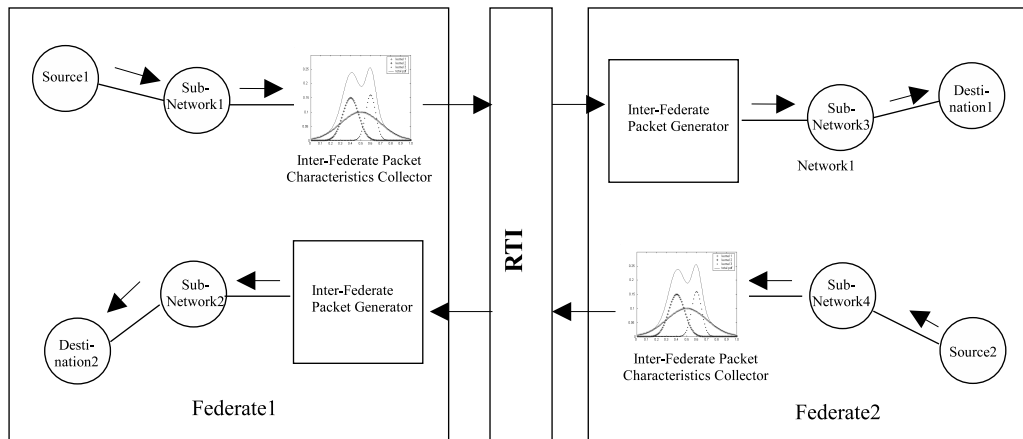 Source1
Sub-
Network1
Inter-Federate Packet
Characteristics Collector
Sub-
Network2
Inter-Federate
Packet Generator
Desti-
nation2
Federate1
RTI
Inter-Federate
Packet Generator
Sub-
Network3
Desti-
nation1
Network1
Inter-Federate Packet
Characteristics Collector
Sub-
Network4
Source2
Federate2